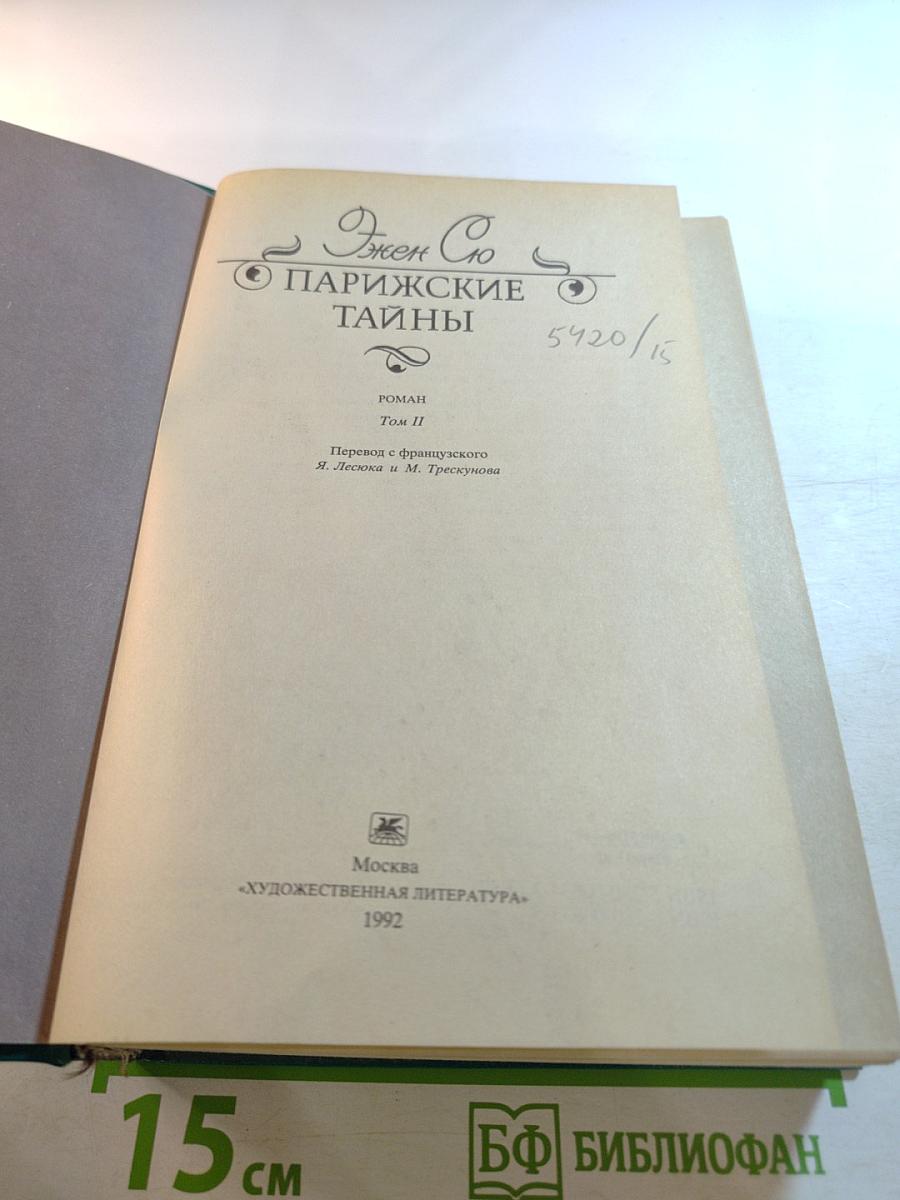 Эжен Сю
ПАРИЖСКИЕ
ТАЙНЫ
5420/15
РОМАН
Том II
Перевод с французского
Я. Лесюка и М. Трескунова
Москва
«ХУДОЖЕСТВЕННАЯ ЛИТЕРАТУРА»
1992
15 см
БФ БИБЛИОФАН